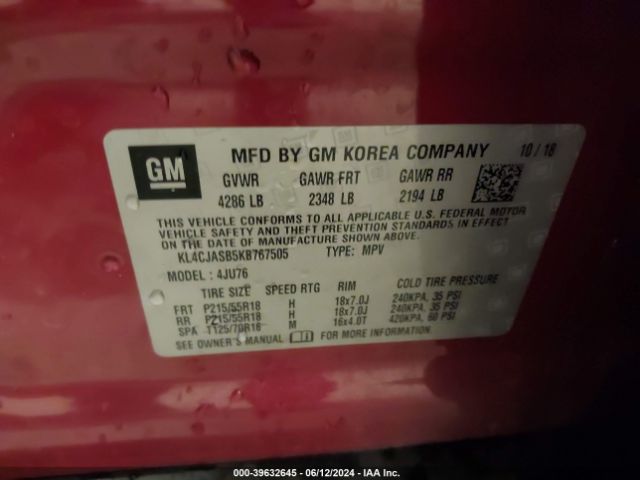 GM
MFD BY GM KOREA COMPANY 10/18
GVWR GAWR FRT GAWR RR
4286 LB 2348 LB 2194 LB
THIS VEHICLE CONFORMS TO ALL APPLICABLE U.S. FEDERAL MOTOR
VEHICLE SAFETY AND THEFT PREVENTION STANDARDS IN EFFECT
ON THE DATE OF MANUFACTURE SHOWN ABOVE.
KL4CJASB5KB767505 TYPE: MPV
MODEL: 4JU76
TIRE SIZE SPEED RTG RIM COLD TIRE PRESSURE
FRT P215/55R18 H 18x7.0J 240KPA, 35 PSI
RR P215/55R18 H 18x7.0J 240KPA, 35 PSI
SPA T125/70R16 M 16x4.0T 420KPA, 60 PSI
SEE OWNER'S MANUAL FOR MORE INFORMATION.
000-39632645 - 06/12/2024 - IAA Inc.